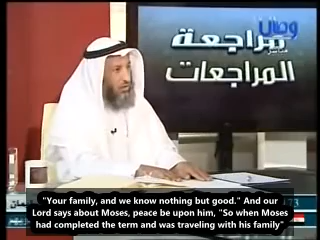 وصال
مراجعة
المراجعات
"Your family, and we know nothing but good." And our
Lord says about Moses, peace be upon him, "So when Moses
had completed the term and was traveling with his family